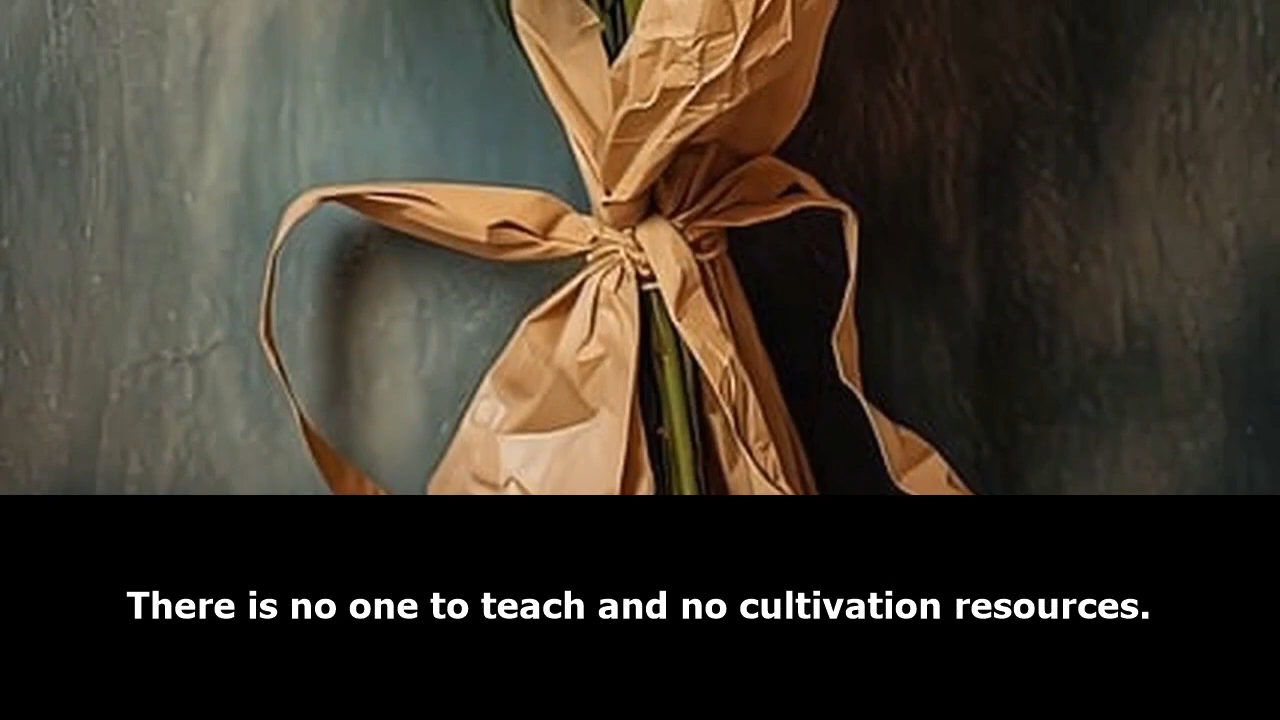 There is no one to teach and no cultivation resources.